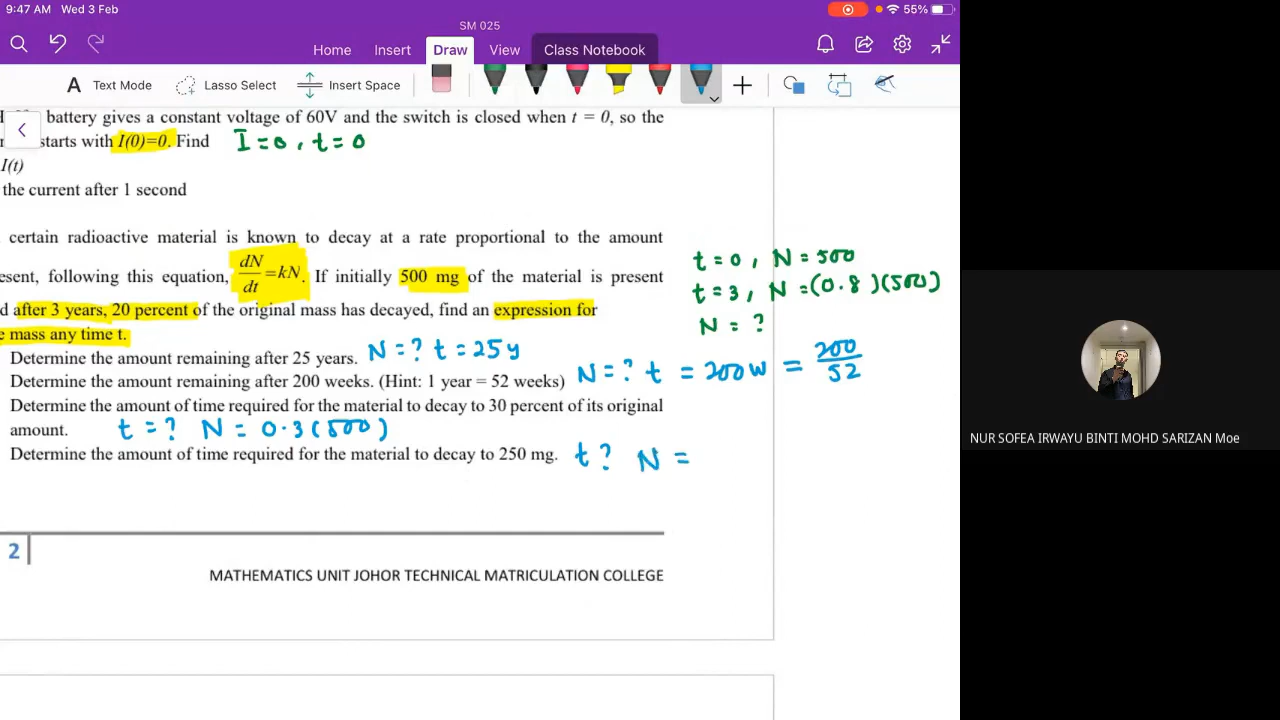 9:47 AM Wed 3 Feb
55%
SM 025
Home Insert Draw View Class Notebook
Text Mode Lasso Select Insert Space
battery gives a constant voltage of 60V and the switch is closed when t = 0, so the
starts with I(0)=0. Find I = 0, t = 0
I(t)
the current after 1 second
certain radioactive material is known to decay at a rate proportional to the amount
esent, following this equation, dN/dt = kN. If initially 500 mg of the material is present
d after 3 years, 20 percent of the original mass has decayed, find an expression for
e mass any time t.
t = 0, N = 500
t = 3, N = (0.8)(500)
N = ?
Determine the amount remaining after 25 years. N = ? t = 25y
Determine the amount remaining after 200 weeks. (Hint: 1 year = 52 weeks) N = ? t = 200w = 200/52
Determine the amount of time required for the material to decay to 30 percent of its original
amount. t = ? N = 0.3(500)
Determine the amount of time required for the material to decay to 250 mg. t? N =
2
MATHEMATICS UNIT JOHOR TECHNICAL MATRICULATION COLLEGE
NUR SOFEA IRWAYU BINTI MOHD SARIZAN Moe